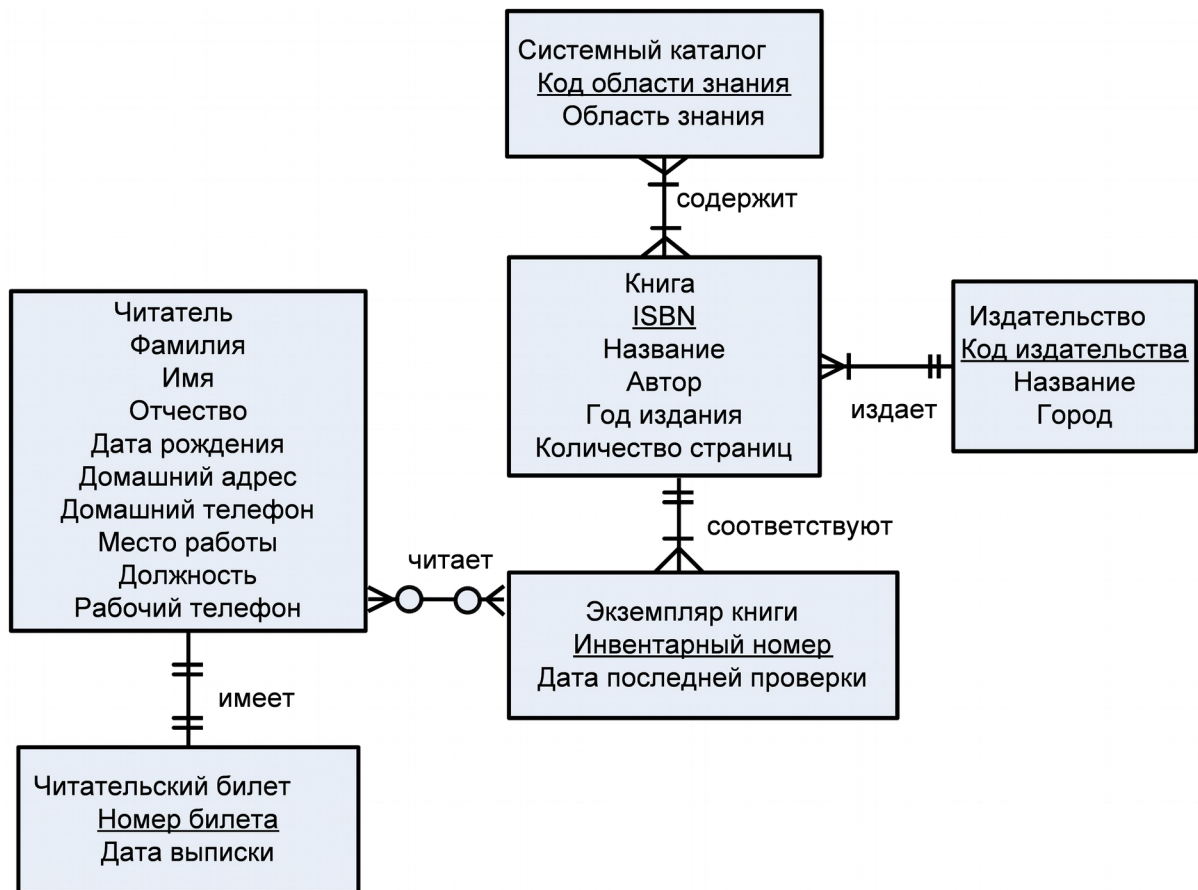 Системный каталог
Код области знания
Область знания
содержит
Книга
ISBN
Название
Автор
Год издания
Количество страниц
издает
Издательство
Код издательства
Название
Город
Читатель
Фамилия
Имя
Отчество
Дата рождения
Домашний адрес
Домашний телефон
Место работы
Должность
Рабочий телефон
читает
соответствуют
Экземпляр книги
Инвентарный номер
Дата последней проверки
имеет
Читательский билет
Номер билета
Дата выписки